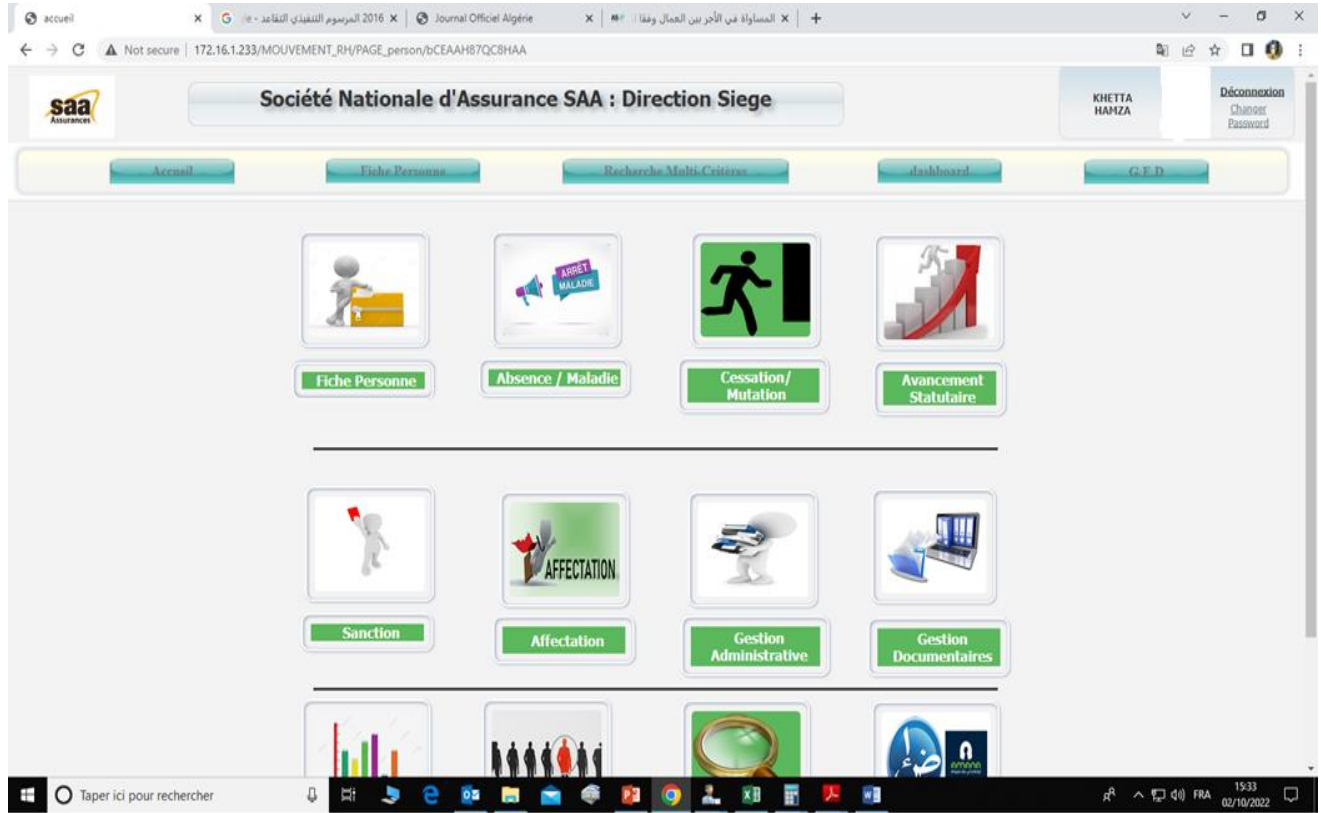 accueil
2016 المرسوم التنفيذي التقاعد -
Journal Officiel Algérie
المساواة في الأجر بين العمال وفقا
Not secure | 172.16.1.233/MOUVEMENT_RH/PAGE_person/bCEAAH87QC8HAA
saa
Assurances
Société Nationale d'Assurance SAA : Direction Siege
KHETTA
HAMZA
Déconnexion
Changer
Password
Accueil
Fiche Personne
Recharche Multi-Critéres
dashboard
G.E.D
ARRÊT
MALADIE
Fiche Personne
Absence / Maladie
Cessation/
Mutation
Avancement
Statutaire
AFFECTATION
Sanction
Affectation
Gestion
Administrative
Gestion
Documentaires
Taper ici pour rechercher
FRA
15:33
02/10/2022